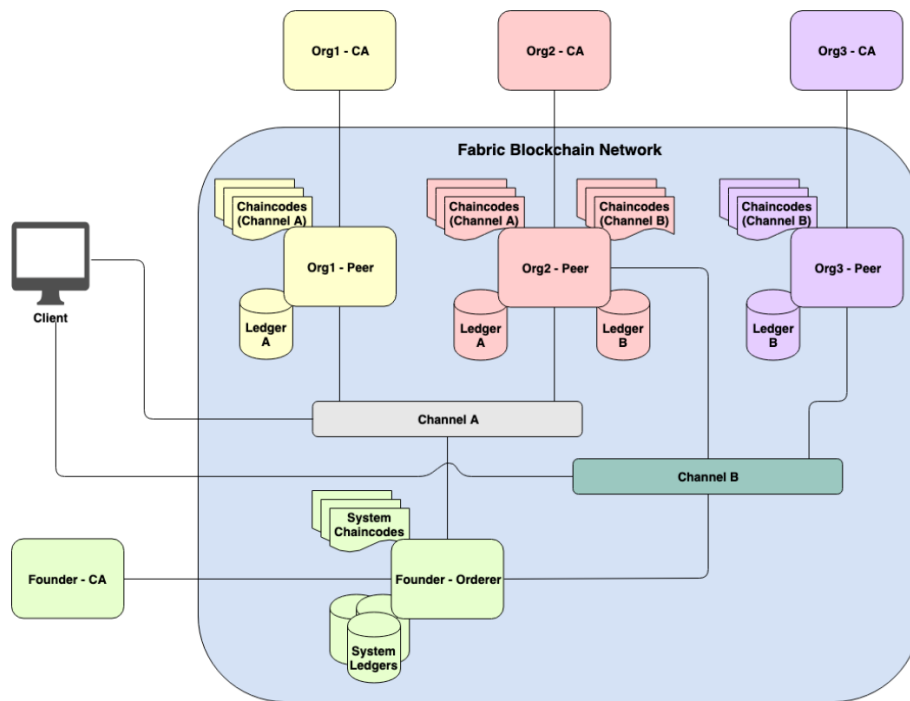 Org1 - CA
Org2 - CA
Org3 - CA
Fabric Blockchain Network
Chaincodes
(Channel A)
Chaincodes
(Channel A)
Chaincodes
(Channel B)
Chaincodes
(Channel B)
Org1 - Peer
Org2 - Peer
Org3 - Peer
Client
Ledger
A
Ledger
A
Ledger
B
Ledger
B
Channel A
Channel B
System
Chaincodes
Founder - CA
Founder - Orderer
System
Ledgers